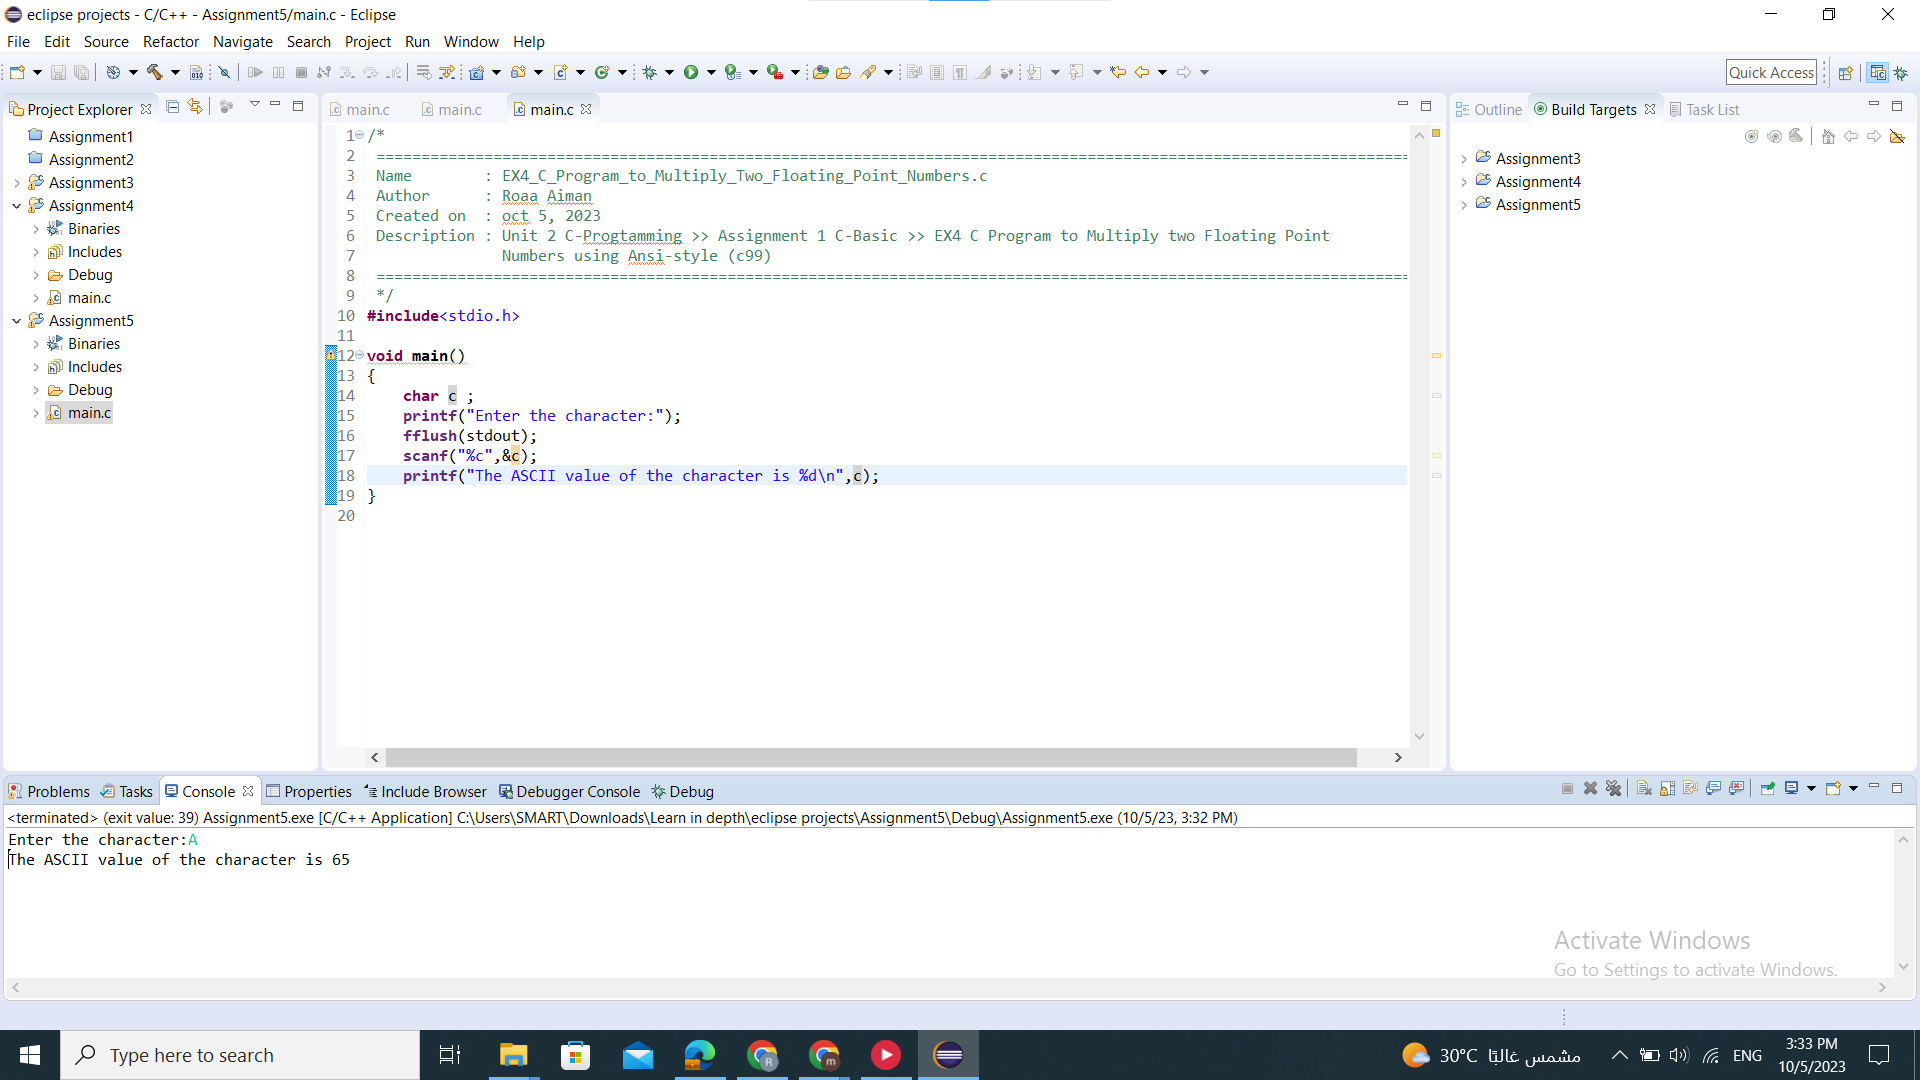 eclipse projects - C/C++ - Assignment5/main.c - Eclipse
File Edit Source Refactor Navigate Search Project Run Window Help
Quick Access
Project Explorer
Assignment1
Assignment2
Assignment3
Assignment4
Binaries
Includes
Debug
main.c
Assignment5
Binaries
Includes
Debug
main.c
main.c main.c main.c
1 /*
2 ==================================================================================================================
3 Name : EX4_C_Program_to_Multiply_Two_Floating_Point_Numbers.c
4 Author : Roaa Aiman
5 Created on : oct 5, 2023
6 Description : Unit 2 C-Progtamming >> Assignment 1 C-Basic >> EX4 C Program to Multiply two Floating Point
7 Numbers using Ansi-style (c99)
8 ==================================================================================================================
9 */
10 #include<stdio.h>
11
12 void main()
13 {
14 char c ;
15 printf("Enter the character:");
16 fflush(stdout);
17 scanf("%c",&c);
18 printf("The ASCII value of the character is %d\n",c);
19 }
20
Outline Build Targets Task List
Assignment3
Assignment4
Assignment5
Problems Tasks Console Properties Include Browser Debugger Console Debug
<terminated> (exit value: 39) Assignment5.exe [C/C++ Application] C:\Users\SMART\Downloads\Learn in depth\eclipse projects\Assignment5\Debug\Assignment5.exe (10/5/23, 3:32 PM)
Enter the character:A
The ASCII value of the character is 65
Activate Windows
Go to Settings to activate Windows.
Type here to search
30°C مشمس غالبًا
ENG
3:33 PM
10/5/2023